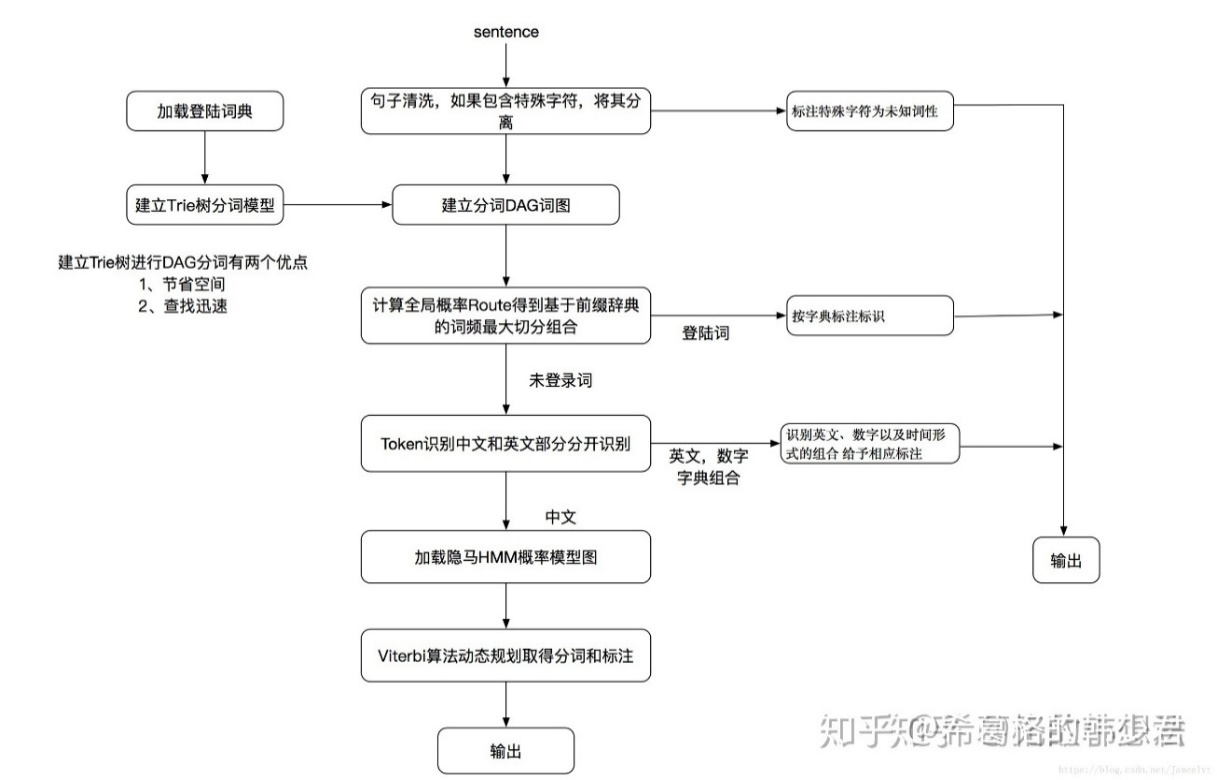 sentence
加载登陆词典
句子清洗，如果包含特殊字符，将其分
离
标注特殊字符为未知词性
建立Trie树分词模型
建立分词DAG词图
建立Trie树进行DAG分词有两个优点
1、节省空间
2、查找迅速
计算全局概率Route得到基于前缀辞典
的词频最大切分组合
登陆词
按字典标注标识
未登录词
Token识别中文和英文部分分开识别
英文，数字
字典组合
识别英文、数字以及时间形
式的组合 给予相应标注
中文
加载隐马HMM概率模型图
输出
Viterbi算法动态规划取得分词和标注
输出
知乎 @希葛格的韩少君